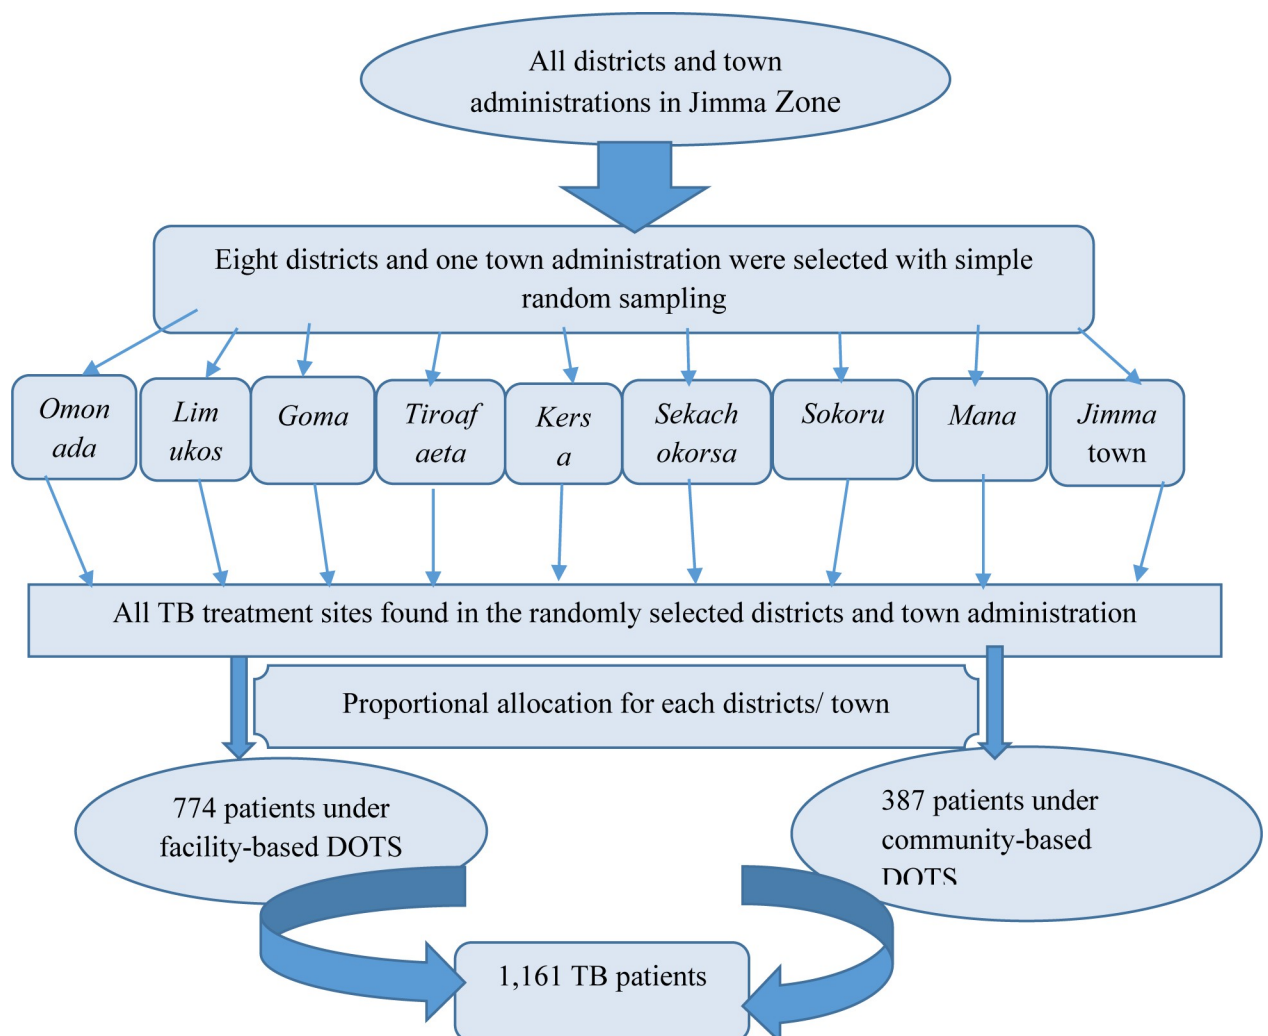 All districts and town
administrations in Jimma Zone
Eight districts and one town administration were selected with simple
random sampling
Omon
ada
Lim
ukos
Goma
Tiroaf
aeta
Kers
a
Sekach
okorsa
Sokoru
Mana
Jimma
town
All TB treatment sites found in the randomly selected districts and town administration
Proportional allocation for each districts/ town
774 patients under
facility-based DOTS
387 patients under
community-based
DOTS
1,161 TB patients